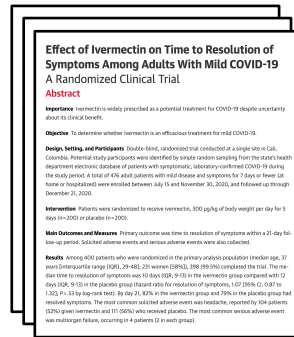 Effect of Ivermectin on Time to Resolution of
Symptoms Among Adults With Mild COVID-19
A Randomized Clinical Trial
Abstract
Importance Ivermectin is widely prescribed as a potential treatment for COVID-19 despite uncertainty
about its clinical benefit.
Objective To determine whether ivermectin is an efficacious treatment for mild COVID-19.
Design, Setting, and Participants Double-blind, randomized trial conducted at a single site in Cali,
Colombia. Potential study participants were identified by simple random sampling from the state's health
department electronic database of patients with symptomatic, laboratory-confirmed COVID-19 during
the study period. A total of 476 adult patients with mild disease and symptoms for 7 days or fewer (at
home or hospitalized) were enrolled between July 15 and November 30, 2020, and followed up through
December 21, 2020.
Intervention Patients were randomized to receive ivermectin, 300 μg/kg of body weight per day for 5
days (n=200) or placebo (n=200).
Main Outcomes and Measures Primary outcome was time to resolution of symptoms within a 21-day fol-
low-up period. Solicited adverse events and serious adverse events were also collected.
Results Among 400 patients who were randomized in the primary analysis population (median age, 37
years [interquartile range {IQR}, 29-48]; 231 women [58%]), 398 (99.5%) completed the trial. The me-
dian time to resolution of symptoms was 10 days (IQR, 9-13) in the ivermectin group compared with 12
days (IQR, 9-13) in the placebo group (hazard ratio for resolution of symptoms, 1.07 [95% CI, 0.87 to
1.32]; P=.53 by log-rank test). By day 21, 82% in the ivermectin group and 79% in the placebo group had
resolved symptoms. The most common solicited adverse event was headache, reported by 104 patients
(52%) given ivermectin and 111 (56%) who received placebo. The most common serious adverse event
was multiorgan failure, occurring in 4 patients (2 in each group).